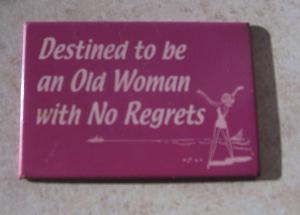 Destined to be
an Old Woman
with No Regrets